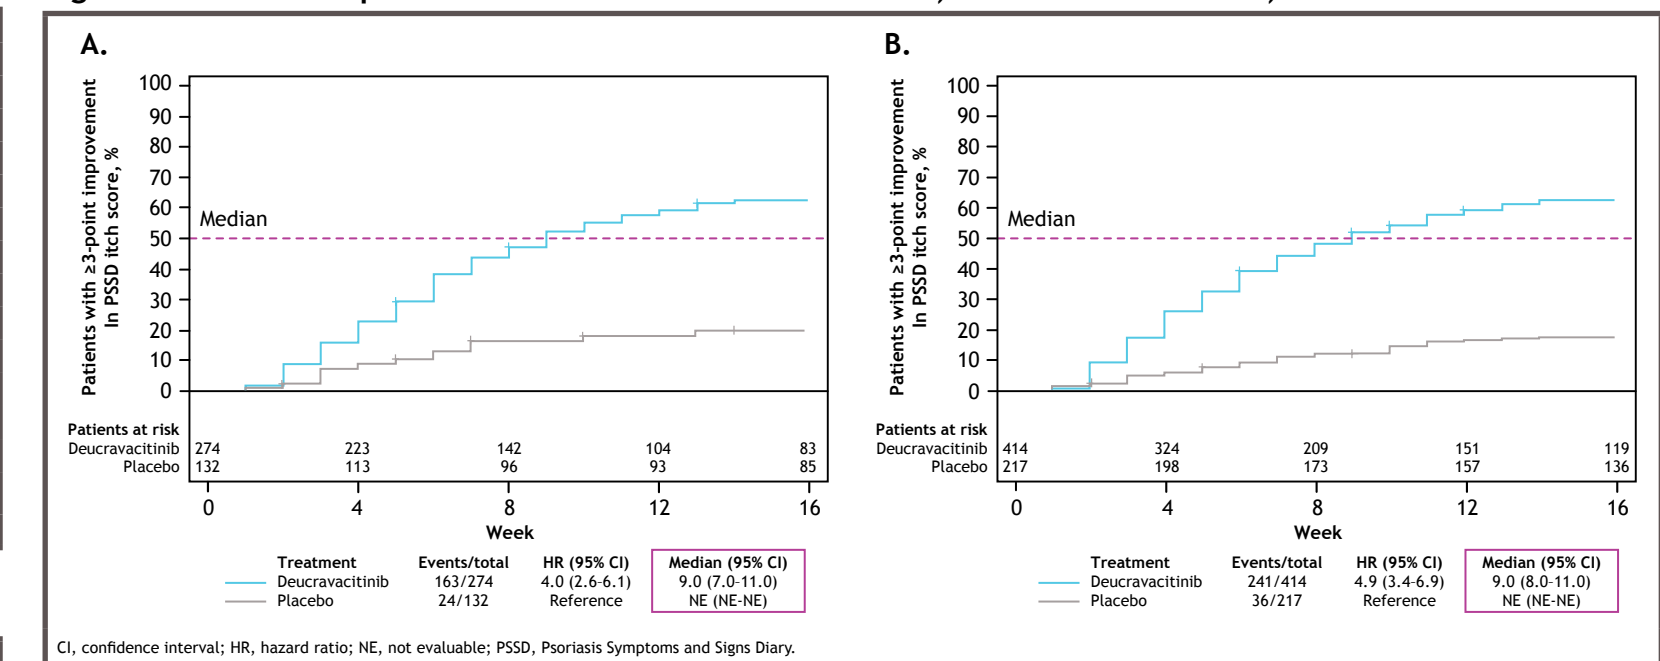 A.
Patients with ≥3-point improvement
In PSSD itch score, %
100
90
80
70
60
50
40
30
20
10
0
Median
Patients at risk
Deucravacitinib 274 223 142 104 83
Placebo 132 113 96 93 85
0 4 8 12 16
Week
Treatment Events/total HR (95% CI) Median (95% CI)
Deucravacitinib 163/274 4.0 (2.6-6.1) 9.0 (7.0-11.0)
Placebo 24/132 Reference NE (NE-NE)
B.
Patients with ≥3-point improvement
In PSSD itch score, %
100
90
80
70
60
50
40
30
20
10
0
Median
Patients at risk
Deucravacitinib 414 324 209 151 119
Placebo 217 198 173 157 136
0 4 8 12 16
Week
Treatment Events/total HR (95% CI) Median (95% CI)
Deucravacitinib 241/414 4.9 (3.4-6.9) 9.0 (8.0-11.0)
Placebo 36/217 Reference NE (NE-NE)
CI, confidence interval; HR, hazard ratio; NE, not evaluable; PSSD, Psoriasis Symptoms and Signs Diary.